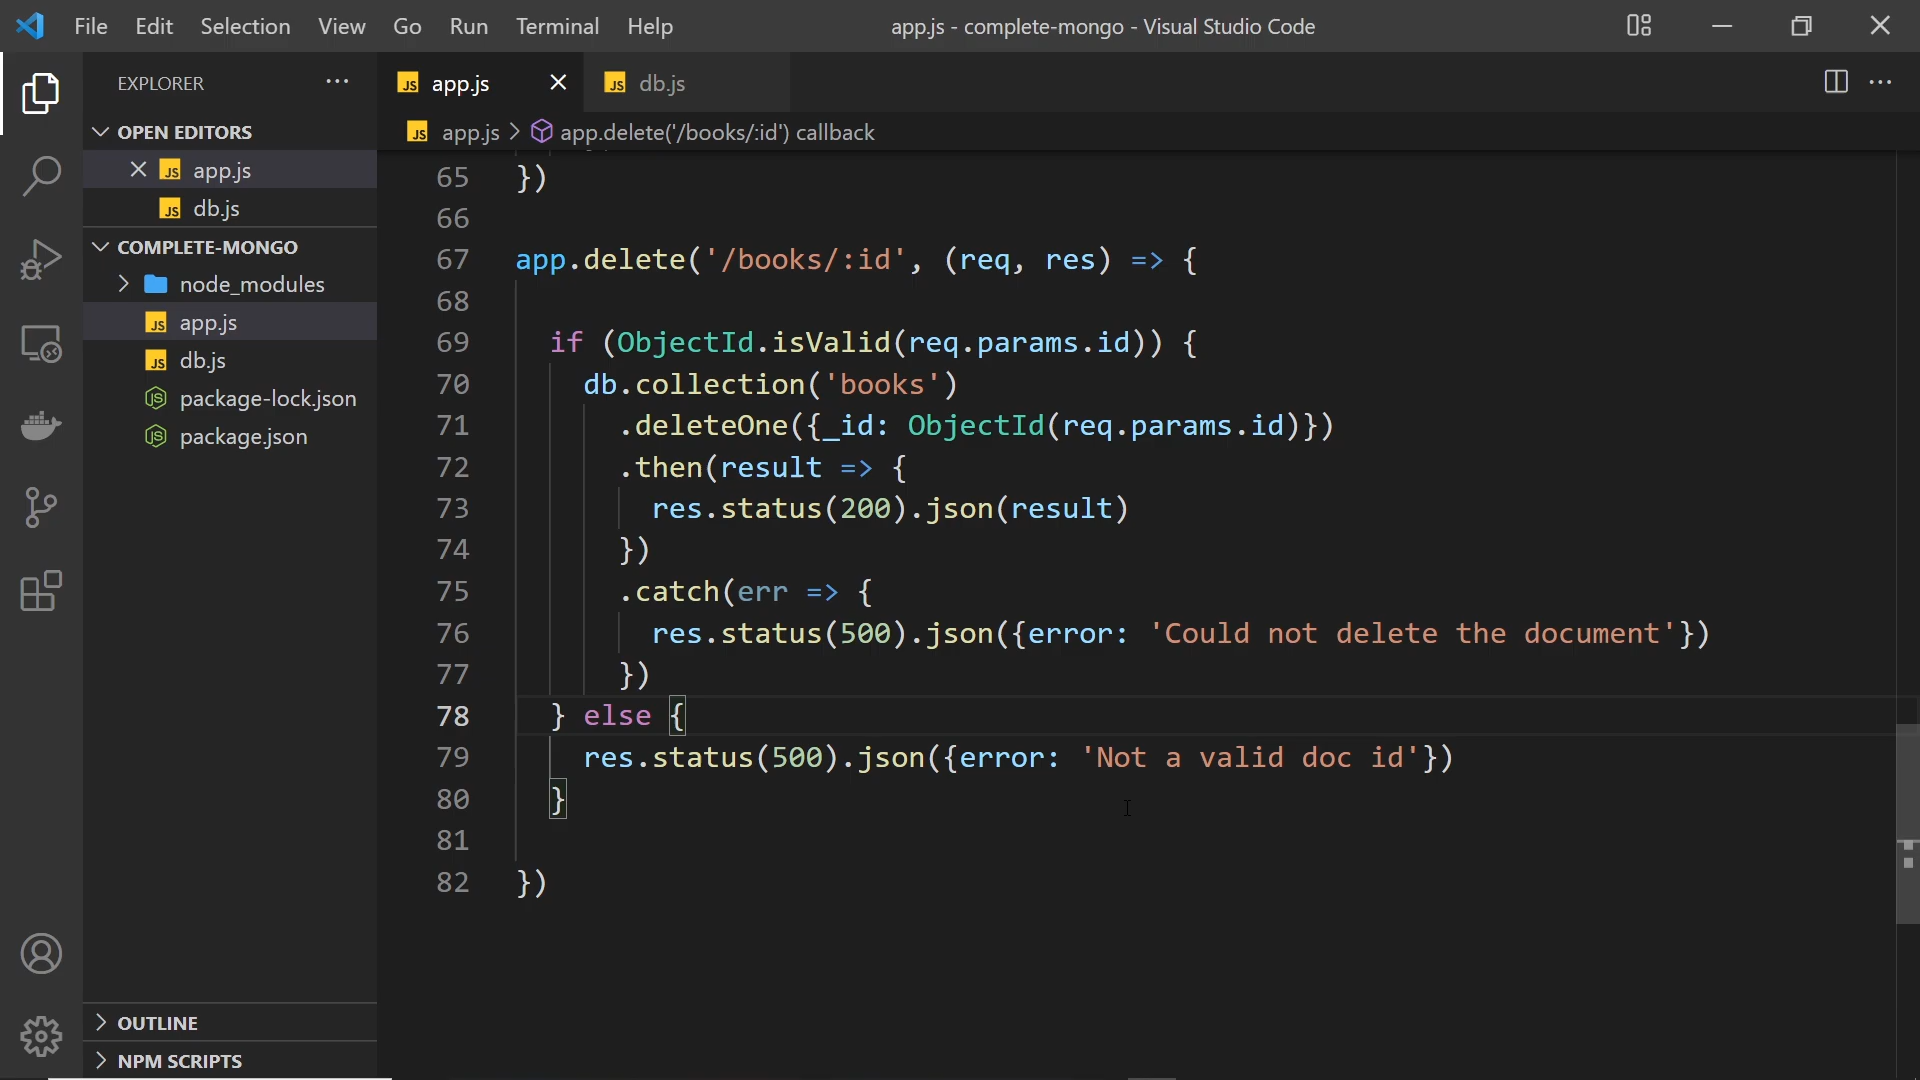 File Edit Selection View Go Run Terminal Help
app.js - complete-mongo - Visual Studio Code
EXPLORER
OPEN EDITORS
app.js
db.js
COMPLETE-MONGO
node_modules
app.js
db.js
package-lock.json
package.json
OUTLINE
NPM SCRIPTS
app.js
db.js
app.js > app.delete('/books/:id') callback
65 })
66
67 app.delete('/books/:id', (req, res) => {
68
69 if (ObjectId.isValid(req.params.id)) {
70 db.collection('books')
71 .deleteOne({_id: ObjectId(req.params.id)})
72 .then(result => {
73 res.status(200).json(result)
74 })
75 .catch(err => {
76 res.status(500).json({error: 'Could not delete the document'})
77 })
78 } else {
79 res.status(500).json({error: 'Not a valid doc id'})
80 }
81
82 })